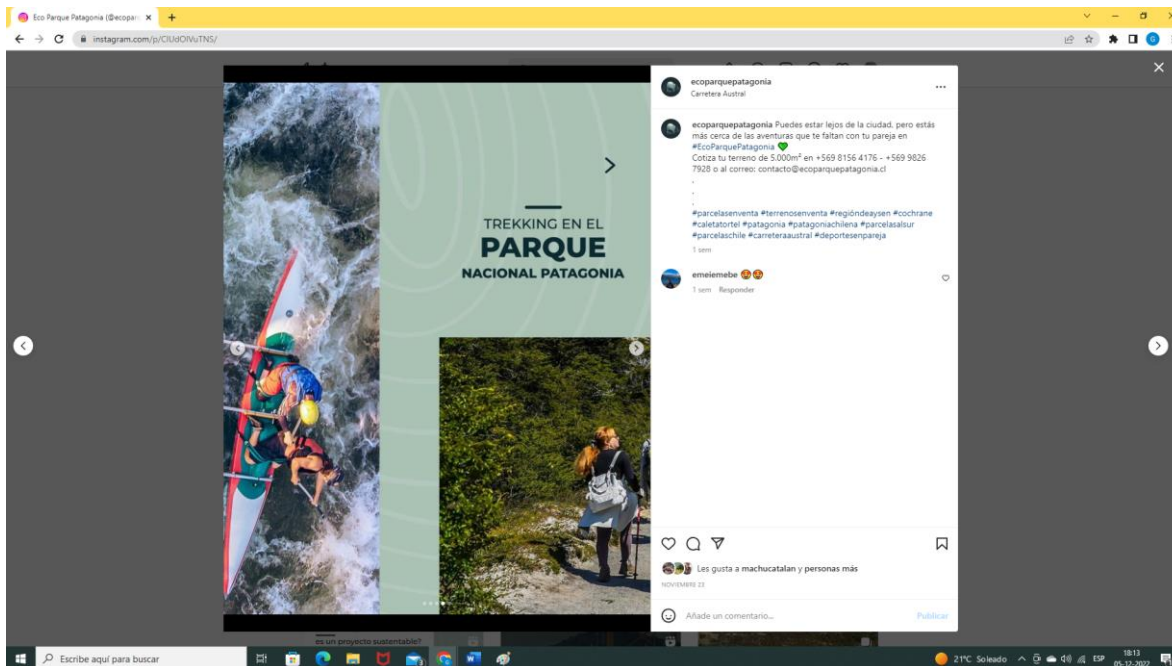 Eco Parque Patagonia (@ecopar
instagram.com/p/ClUdOlVuTNS/
TREKKING EN EL
PARQUE
NACIONAL PATAGONIA
ecoparquepatagonia
Carretera Austral
ecoparquepatagonia Puedes estar lejos de la ciudad, pero estás
más cerca de las aventuras que te faltan con tu pareja en
#EcoParquePatagonia 💚
Cotiza tu terreno de 5.000m² en +569 8156 4176 - +569 9826
7928 o al correo: contacto@ecoparquepatagonia.cl
.
.
.
#parcelasenventa #terrenosenventa #regióndeaysen #cochrane
#caletatortel #patagonia #patagoniachilena #parcelasalsur
#parcelaschile #carreteraaustral #deportesenpareja
1 sem
emeiemebe 🤩🤩
1 sem Responder
Les gusta a machucatalan y personas más
NOVIEMBRE 23
Añade un comentario...
Publicar
es un proyecto sustentable?
Escribe aquí para buscar
21°C Soleado
ESP
18:13
05-12-2022